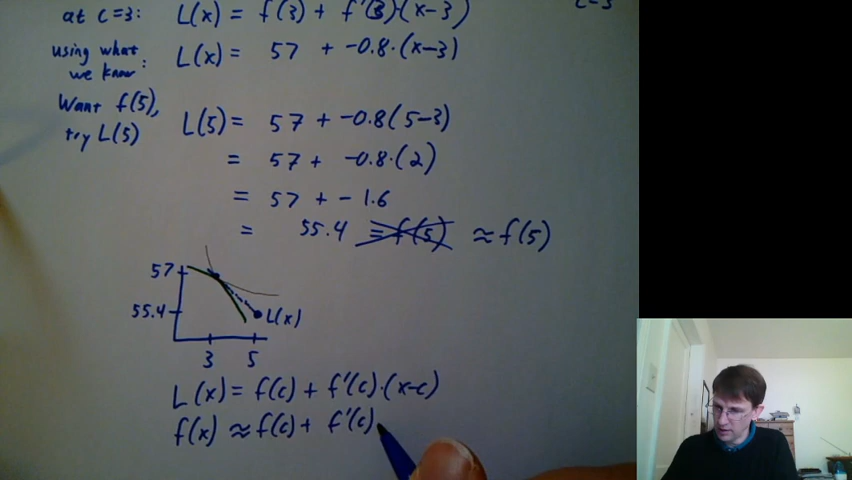 at c=3: L(x) = f(3) + f'(3)·(x-3)
using what we know: L(x) = 57 + -0.8·(x-3)
Want f(5), try L(5) L(5) = 57 + -0.8(5-3)
= 57 + -0.8·(2)
= 57 + -1.6
= 55.4 = f(5) ≈ f(5)
57
55.4 L(x)
3 5
L(x) = f(c) + f'(c)·(x-c)
f(x) ≈ f(c) + f'(c)